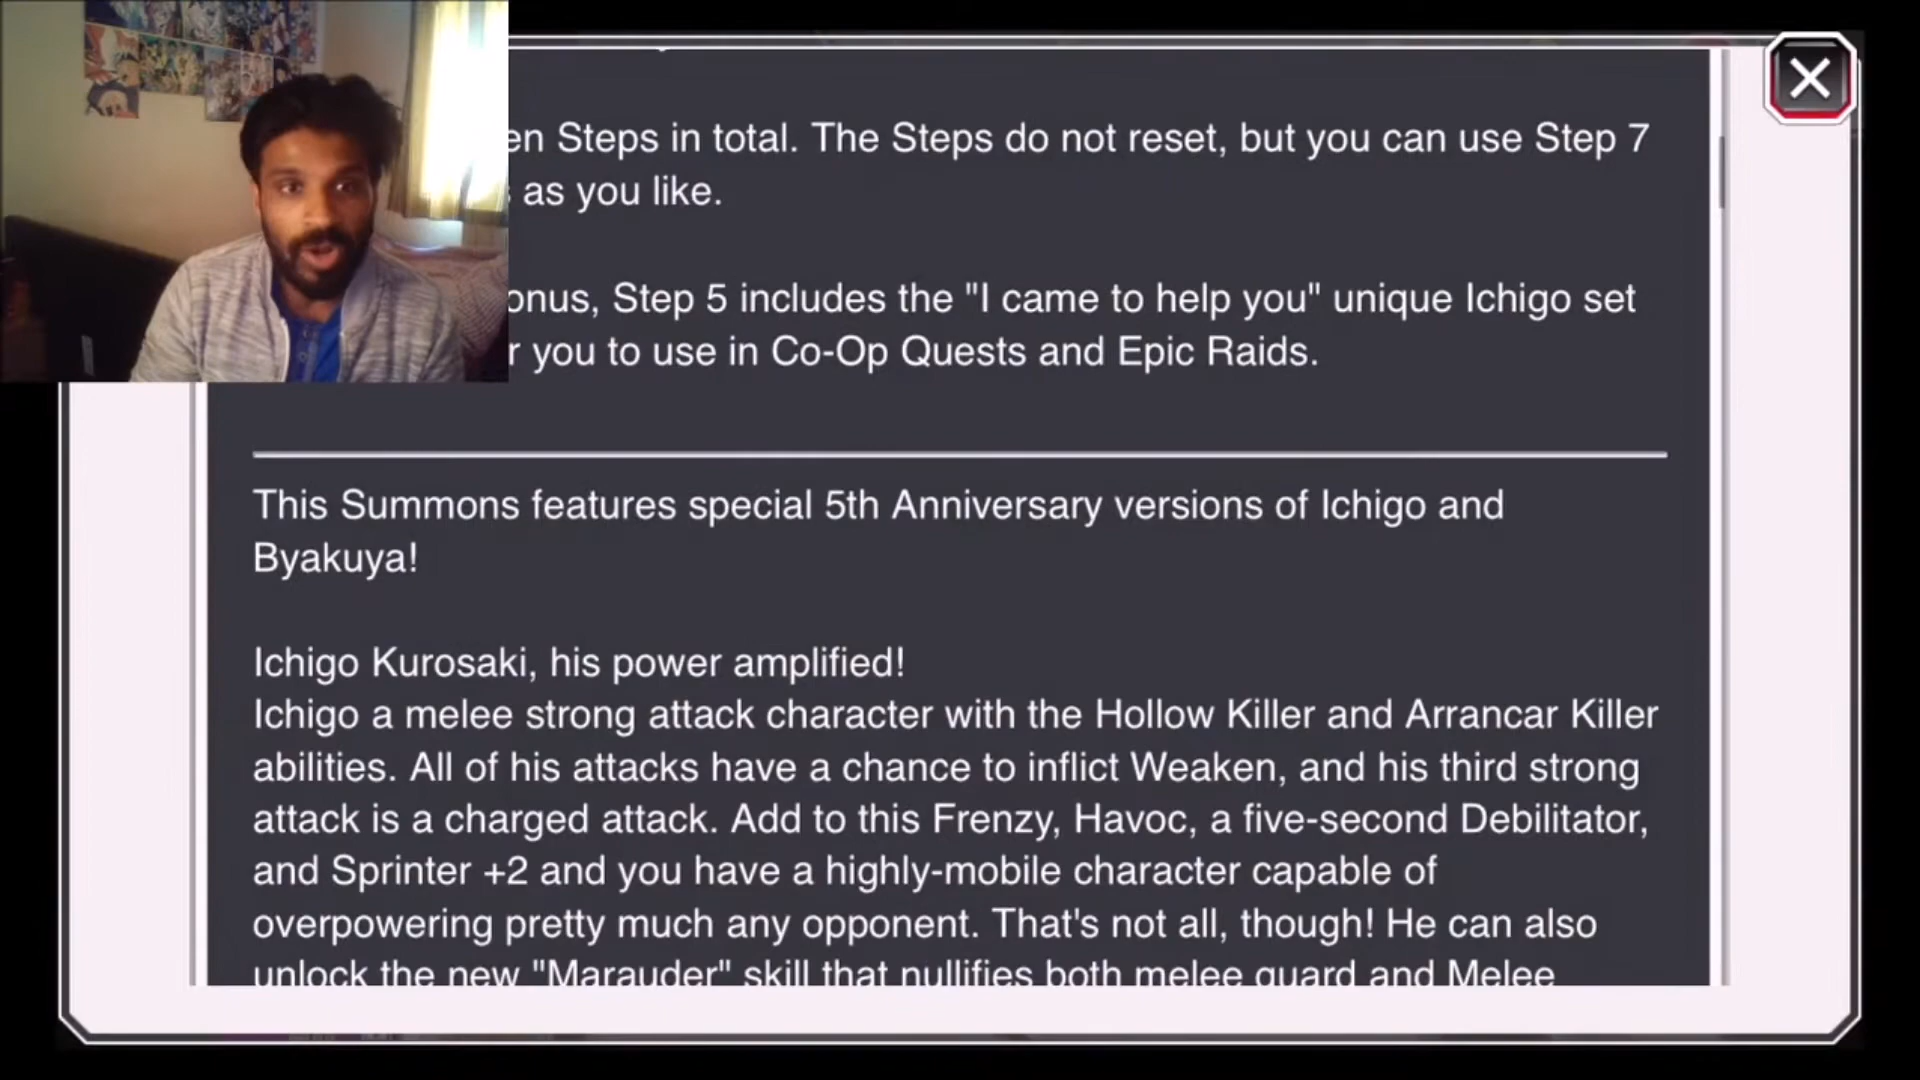 Steps in total. The Steps do not reset, but you can use Step 7
as you like.
Step 5 includes the "I came to help you" unique Ichigo set
you to use in Co-Op Quests and Epic Raids.
This Summons features special 5th Anniversary versions of Ichigo and
Byakuya!
Ichigo Kurosaki, his power amplified!
Ichigo a melee strong attack character with the Hollow Killer and Arrancar Killer
abilities. All of his attacks have a chance to inflict Weaken, and his third strong
attack is a charged attack. Add to this Frenzy, Havoc, a five-second Debilitator,
and Sprinter +2 and you have a highly-mobile character capable of
overpowering pretty much any opponent. That's not all, though! He can also
unlock the new "Marauder" skill that nullifies both melee guard and Melee